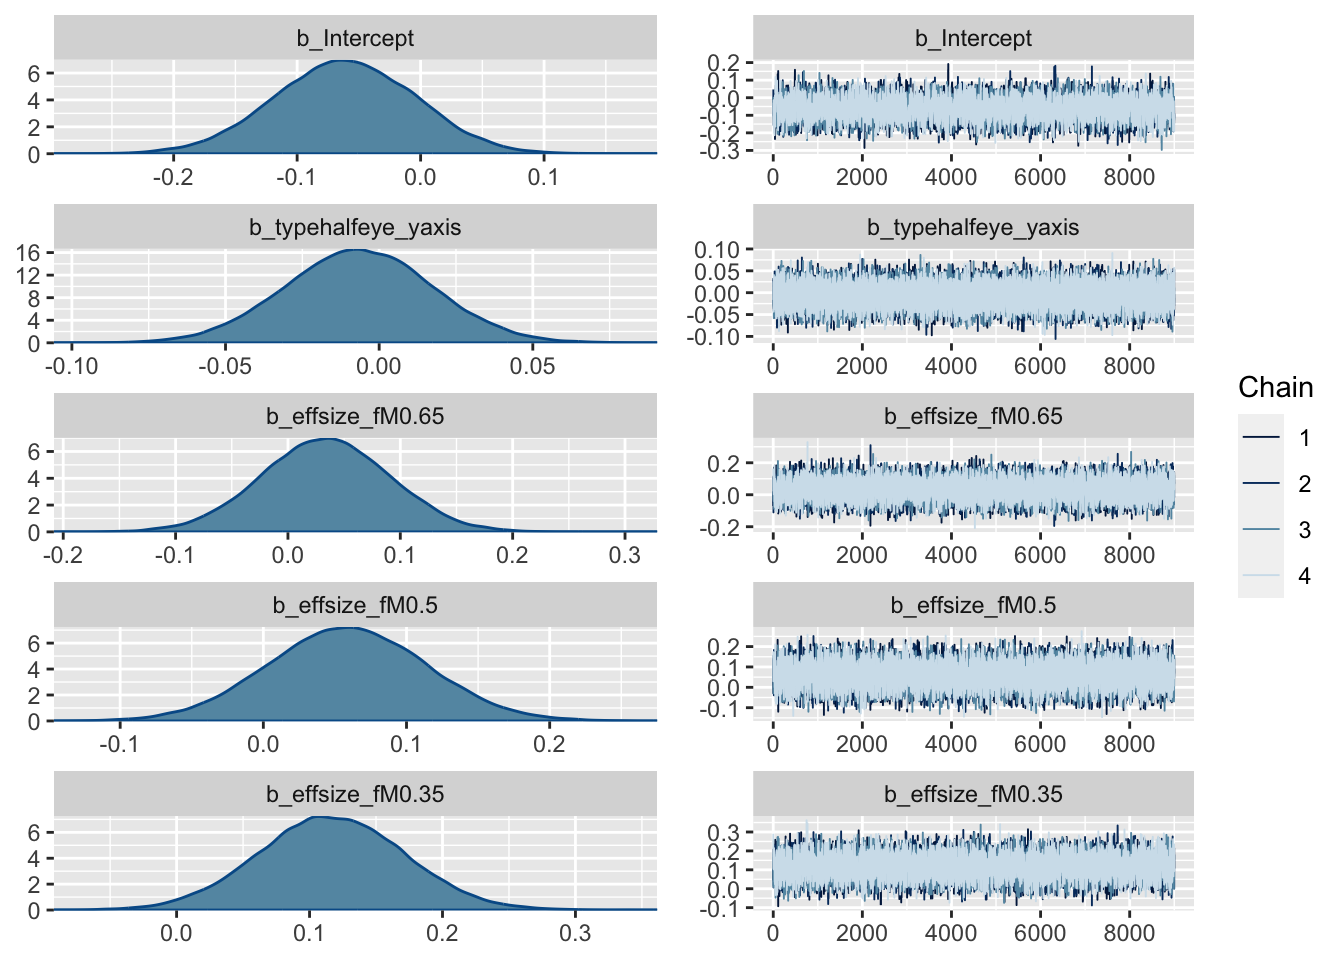 b_Intercept
6
4
2
0
-0.2 -0.1 0.0 0.1
b_Intercept
0.2
0.1
0.0
-0.1
-0.2
-0.3
0 2000 4000 6000 8000
b_typehalfeye_yaxis
16
12
8
4
0
-0.10 -0.05 0.00 0.05
b_typehalfeye_yaxis
0.10
0.05
0.00
-0.05
-0.10
0 2000 4000 6000 8000
b_effsize_fM0.65
6
4
2
0
-0.2 -0.1 0.0 0.1 0.2 0.3
b_effsize_fM0.65
0.2
0.0
-0.2
0 2000 4000 6000 8000
b_effsize_fM0.5
6
4
2
0
-0.1 0.0 0.1 0.2
b_effsize_fM0.5
0.2
0.1
0.0
-0.1
0 2000 4000 6000 8000
b_effsize_fM0.35
6
4
2
0
0.0 0.1 0.2 0.3
b_effsize_fM0.35
0.3
0.2
0.1
0.0
-0.1
0 2000 4000 6000 8000
Chain
1
2
3
4